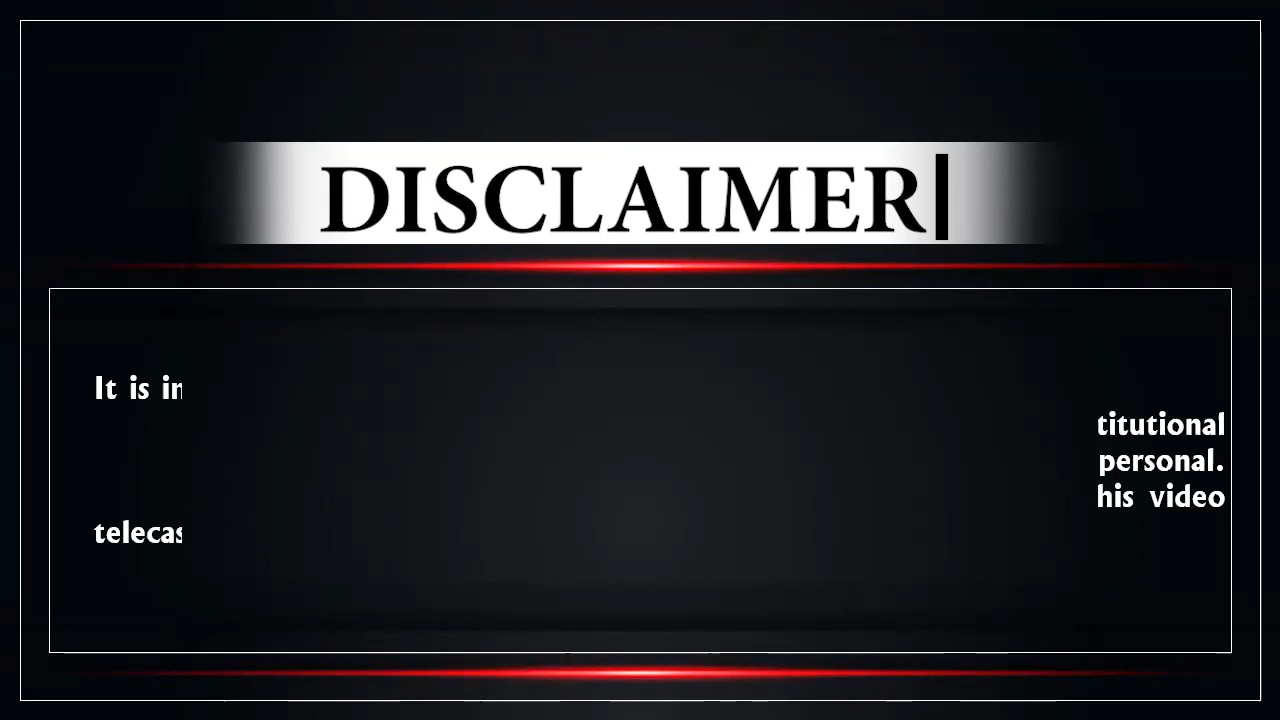 DISCLAIMER
It is in
titutional
personal.
his video
telecas